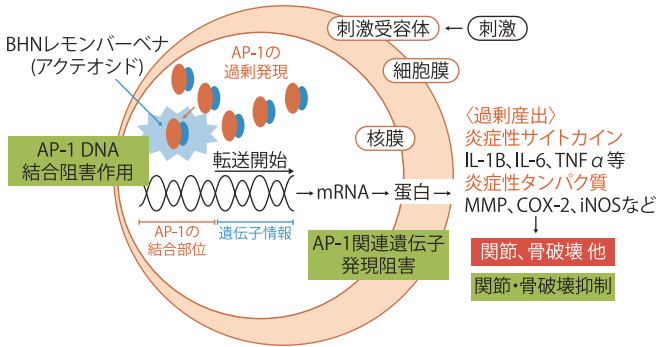 刺激受容体
刺激
細胞膜
核膜
BHNレモンバーベナ
(アクテオシド)
AP-1の
過剰発現
AP-1 DNA
結合阻害作用
転送開始
mRNA
蛋白
AP-1の
結合部位
遺伝子情報
AP-1関連遺伝子
発現阻害
〈過剰産出〉
炎症性サイトカイン
IL-1B、IL-6、TNF α等
炎症性タンパク質
MMP、COX-2、iNOSなど
関節、骨破壊 他
関節・骨破壊抑制